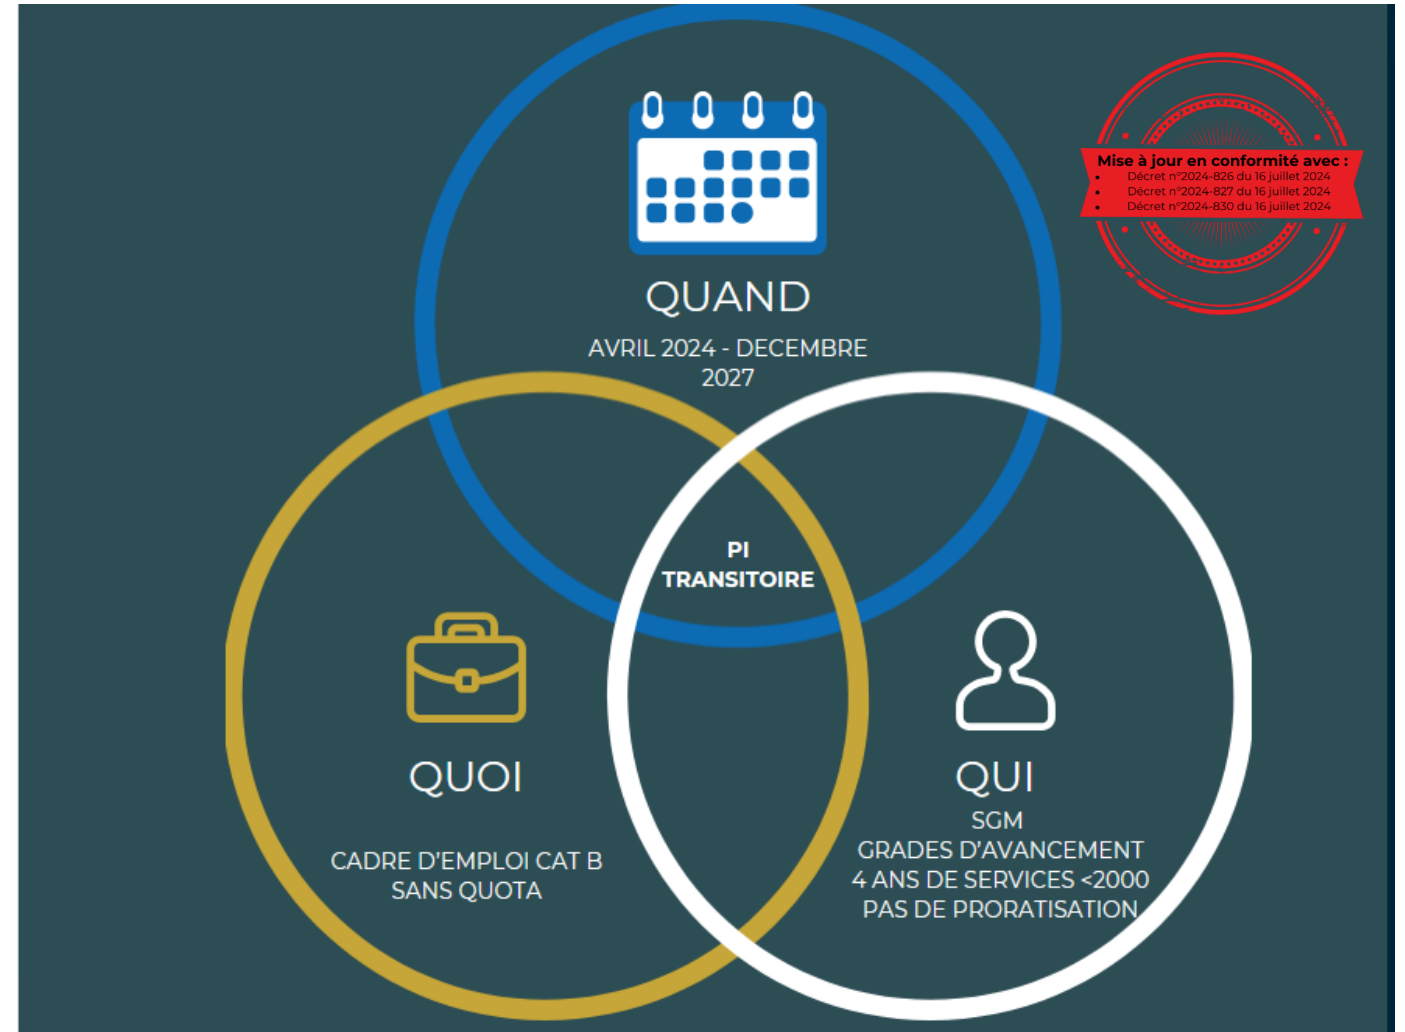 Mise à jour en conformité avec :
• Décret n°2024-826 du 16 juillet 2024
• Décret n°2024-827 du 16 juillet 2024
• Décret n°2024-830 du 16 juillet 2024
QUAND
AVRIL 2024 - DECEMBRE
2027
PI
TRANSITOIRE
QUOI
CADRE D'EMPLOI CAT B
SANS QUOTA
QUI
SGM
GRADES D'AVANCEMENT
4 ANS DE SERVICES <2000
PAS DE PRORATISATION